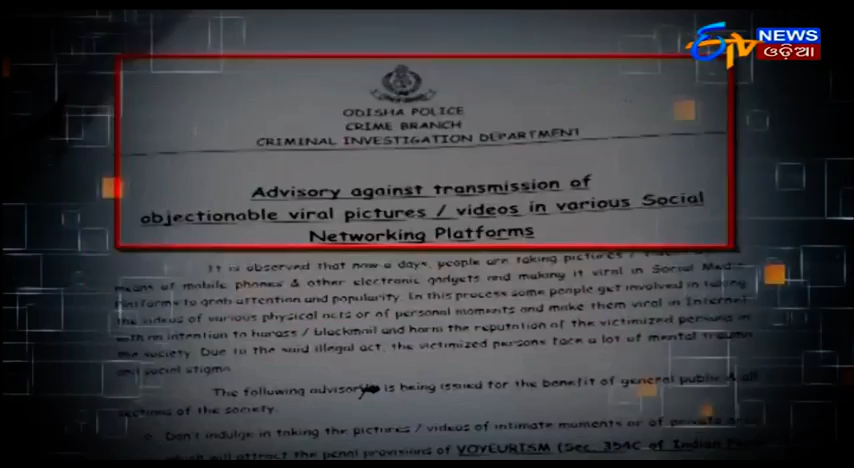 ETV NEWS
ଓଡ଼ିଆ
ODISHA POLICE
CRIME BRANCH
CRIMINAL INVESTIGATION DEPARTMENT
Advisory against transmission of
objectionable viral pictures / videos in various Social
Networking Platforms
It is observed that now a days, people are taking pictures /
means of mobile phones & other electronic gadgets and making it viral in Social Media
Platforms to grab attention and popularity. In this process some people get involved in taking
the videos of various physical acts or of personal moments and make them viral in Internet
with an intention to harass / blackmail and harm the reputation of the victimized persons in
the society. Due to the said illegal act, the victimized persons face a lot of mental trauma
and social stigma.
The following advisory is being issued for the benefit of general public & all
sections of the society.
Don't indulge in taking the pictures / videos of intimate muments or of private
which will attract the penal provisions of VOYEURISM (Sec. 354C of Indian